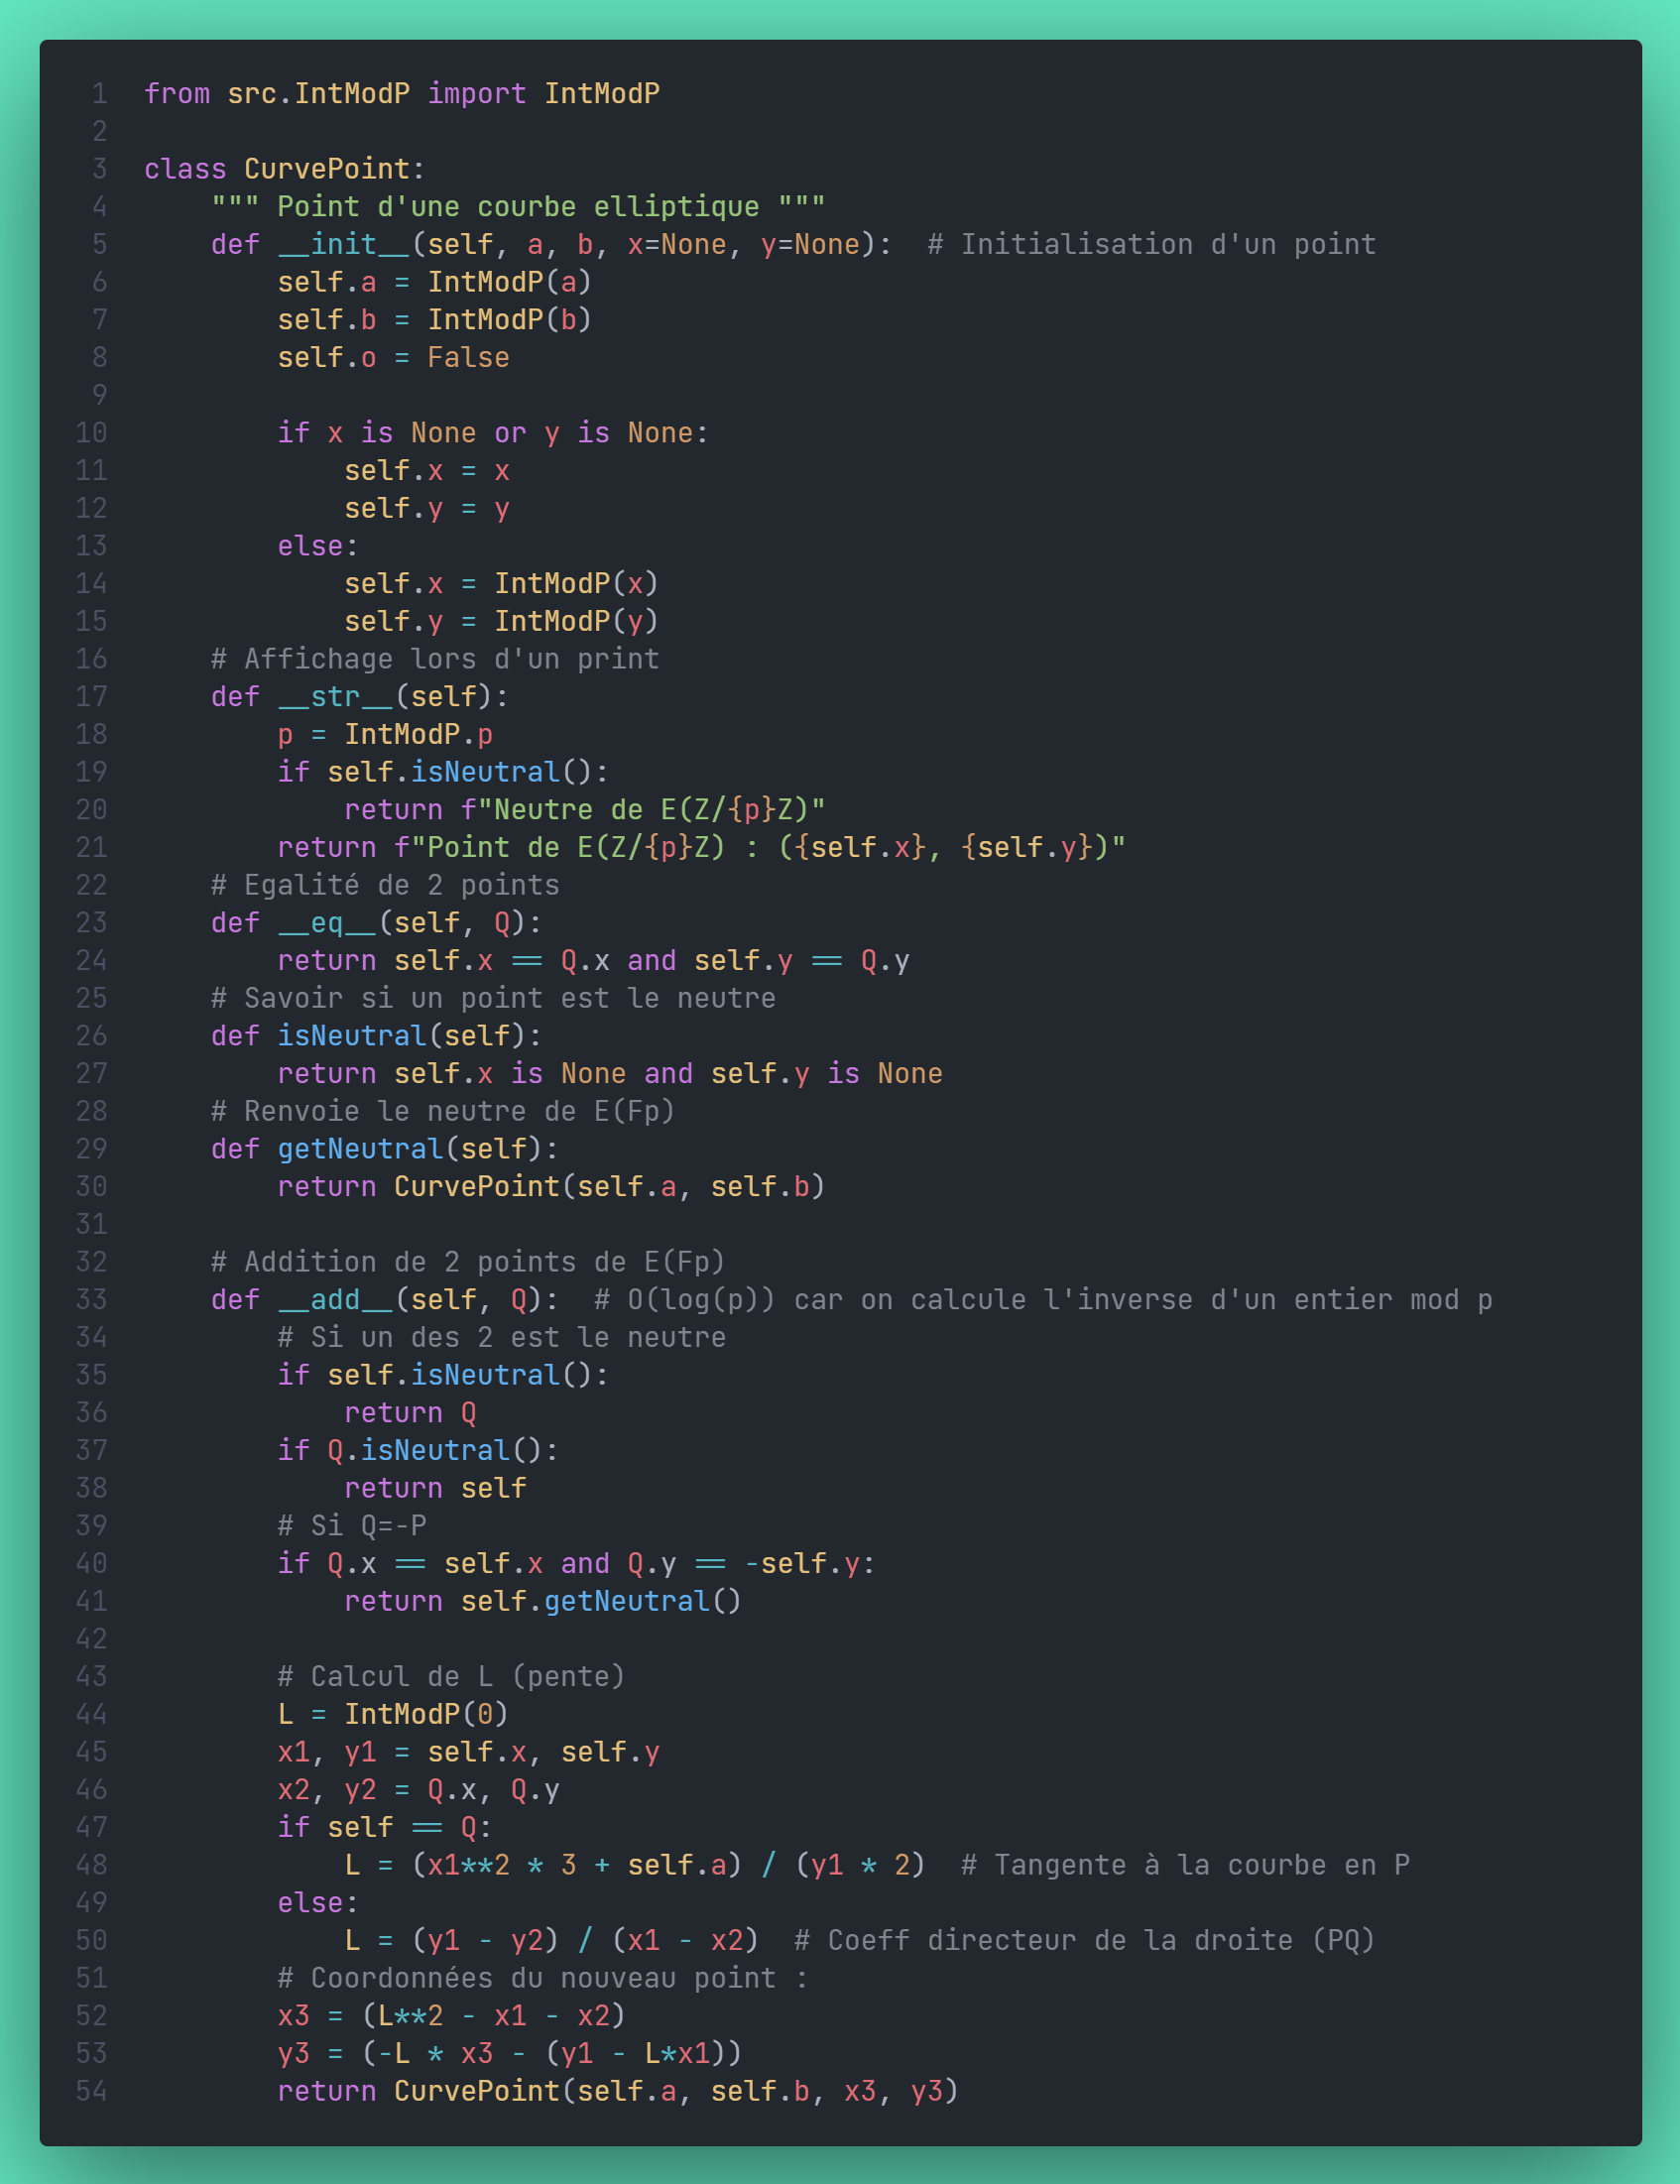 1 from src.IntModP import IntModP
2
3 class CurvePoint:
4     """ Point d'une courbe elliptique """
5     def __init__(self, a, b, x=None, y=None):  # Initialisation d'un point
6         self.a = IntModP(a)
7         self.b = IntModP(b)
8         self.o = False
9
10         if x is None or y is None:
11             self.x = x
12             self.y = y
13         else:
14             self.x = IntModP(x)
15             self.y = IntModP(y)
16     # Affichage lors d'un print
17     def __str__(self):
18         p = IntModP.p
19         if self.isNeutral():
20             return f"Neutre de E(Z/{p}Z)"
21         return f"Point de E(Z/{p}Z) : ({self.x}, {self.y})"
22     # Egalité de 2 points
23     def __eq__(self, Q):
24         return self.x == Q.x and self.y == Q.y
25     # Savoir si un point est le neutre
26     def isNeutral(self):
27         return self.x is None and self.y is None
28     # Renvoie le neutre de E(Fp)
29     def getNeutral(self):
30         return CurvePoint(self.a, self.b)
31
32     # Addition de 2 points de E(Fp)
33     def __add__(self, Q):  # O(log(p)) car on calcule l'inverse d'un entier mod p
34         # Si un des 2 est le neutre
35         if self.isNeutral():
36             return Q
37         if Q.isNeutral():
38             return self
39         # Si Q=-P
40         if Q.x == self.x and Q.y == -self.y:
41             return self.getNeutral()
42
43         # Calcul de L (pente)
44         L = IntModP(0)
45         x1, y1 = self.x, self.y
46         x2, y2 = Q.x, Q.y
47         if self == Q:
48             L = (x1**2 * 3 + self.a) / (y1 * 2)  # Tangente à la courbe en P
49         else:
50             L = (y1 - y2) / (x1 - x2)  # Coeff directeur de la droite (PQ)
51         # Coordonnées du nouveau point :
52         x3 = (L**2 - x1 - x2)
53         y3 = (-L * x3 - (y1 - L*x1))
54         return CurvePoint(self.a, self.b, x3, y3)